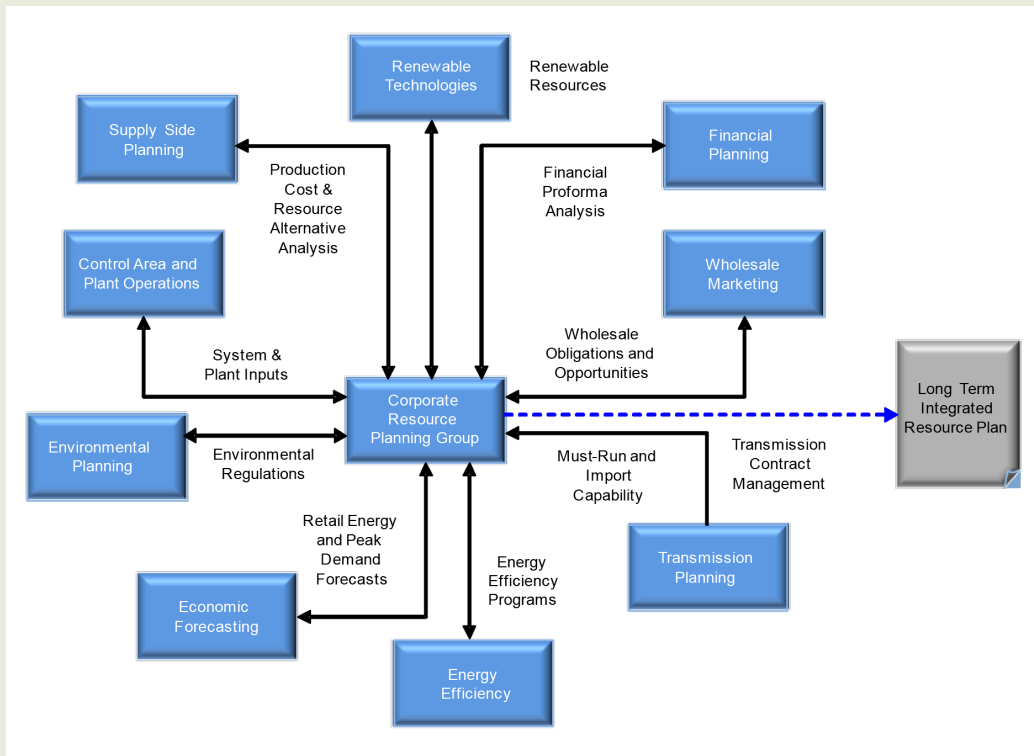 Renewable
Technologies
Renewable
Resources
Supply Side
Planning
Financial
Planning
Production
Cost &
Resource
Alternative
Analysis
Financial
Proforma
Analysis
Control Area and
Plant Operations
Wholesale
Marketing
System &
Plant Inputs
Wholesale
Obligations and
Opportunities
Corporate
Resource
Planning Group
Long Term
Integrated
Resource Plan
Environmental
Planning
Environmental
Regulations
Must-Run and
Import
Capability
Transmission
Contract
Management
Retail Energy
and Peak
Demand
Forecasts
Energy
Efficiency
Programs
Transmission
Planning
Economic
Forecasting
Energy
Efficiency